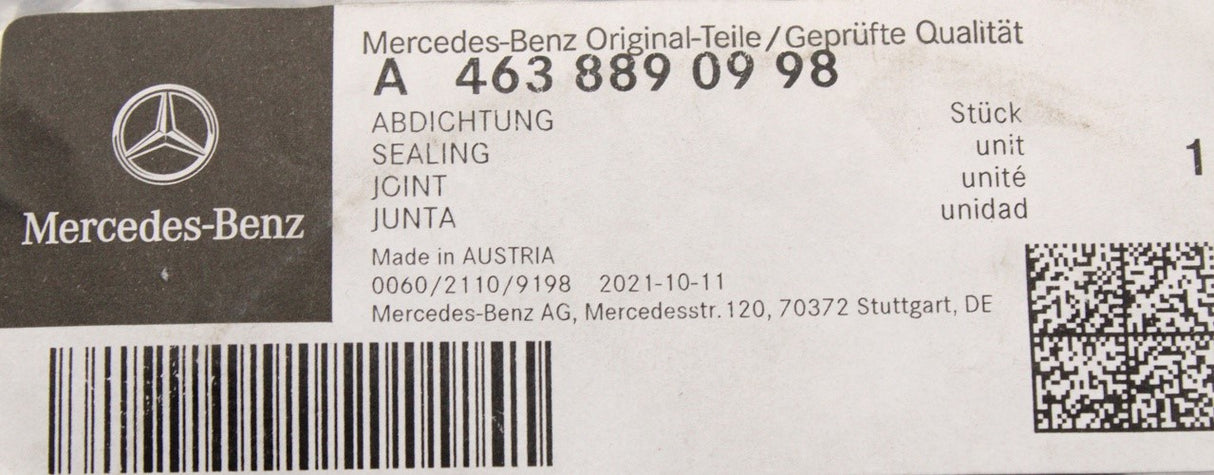 Mercedes-Benz
Mercedes-Benz Original-Teile/Geprüfte Qualität
A 463 889 09 98
ABDICHTUNG
SEALING
JOINT
JUNTA
Stück
unit
unité
unidad
1
Made in AUSTRIA
0060/2110/9198 2021-10-11
Mercedes-Benz AG, Mercedesstr. 120, 70372 Stuttgart, DE